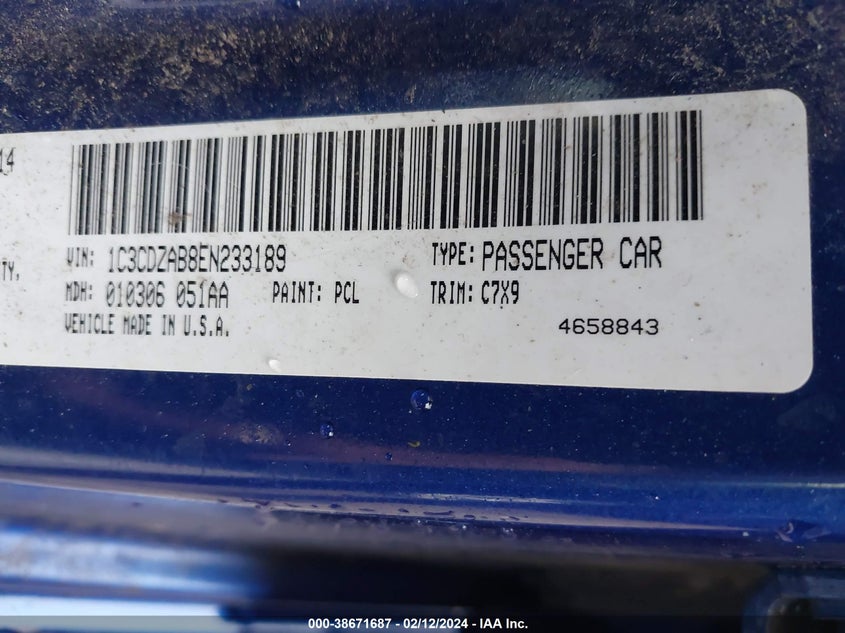 14
VIN: 1C3CDZAB8EN233189 TYPE: PASSENGER CAR
TY,
MDH: 010306 051AA PAINT: PCL TRIM: C7X9
VEHICLE MADE IN U.S.A. 4658843
000-38671687 - 02/12/2024 - IAA Inc.